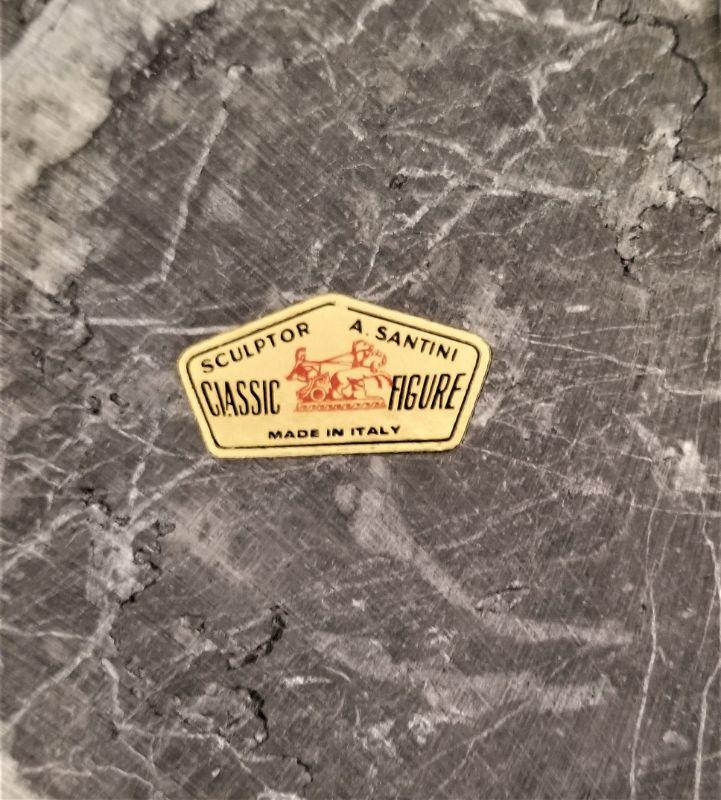 SCULPTOR A. SANTINI
CLASSIC FIGURE
MADE IN ITALY